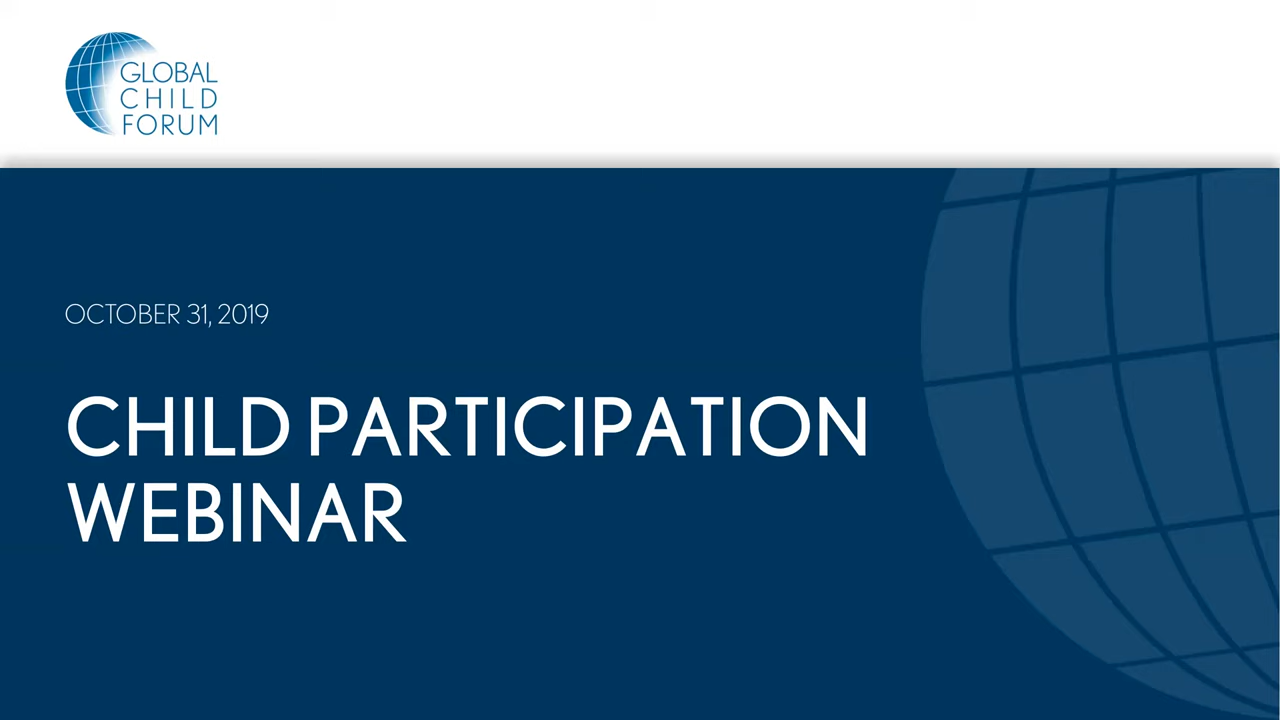 GLOBAL
CHILD
FORUM
OCTOBER 31, 2019
CHILD PARTICIPATION
WEBINAR